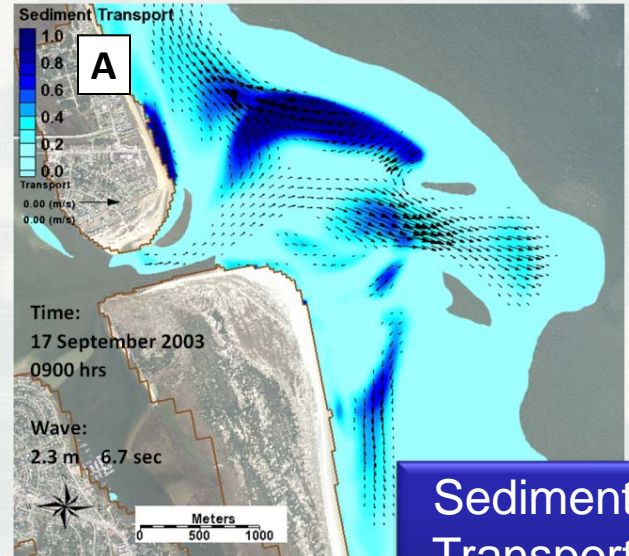 Sediment Transport
1.0
0.8
0.6
0.4
0.2
0.0
A
Transport
0.00 (m/s)
0.00 (m/s)
Time:
17 September 2003
0900 hrs
Wave:
2.3 m 6.7 sec
Meters
0 500 1000
Sediment
Transport